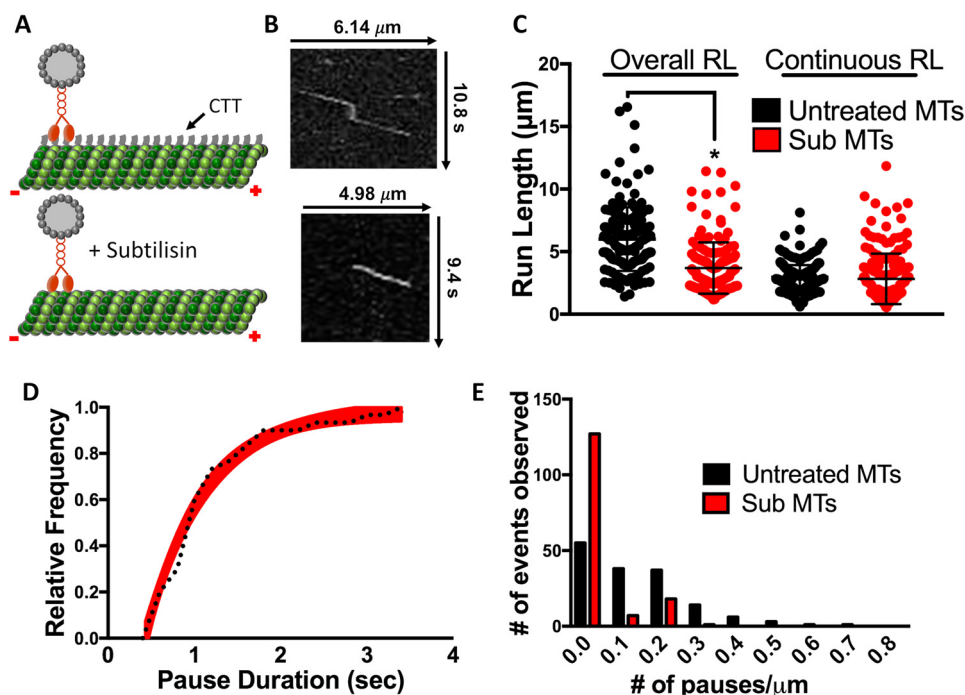 A
CTT
-
+
+ Subtilisin
-
+
B
6.14 μm
10.8 s
4.98 μm
9.4 s
C
Overall RL
Continuous RL
Untreated MTs
Sub MTs
*
Run Length (μm)
20
15
10
5
0
D
Relative Frequency
1.0
0.8
0.6
0.4
0.2
0.0
0 1 2 3 4
Pause Duration (sec)
E
# of events observed
150
100
50
0
Untreated MTs
Sub MTs
0.0 0.1 0.2 0.3 0.4 0.5 0.6 0.7 0.8
# of pauses/μm